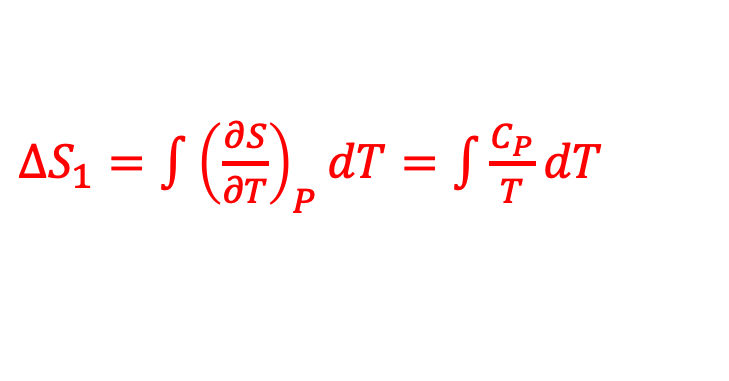 ΔS₁ = ∫ (∂S/∂T)_P dT = ∫ C_P/T dT